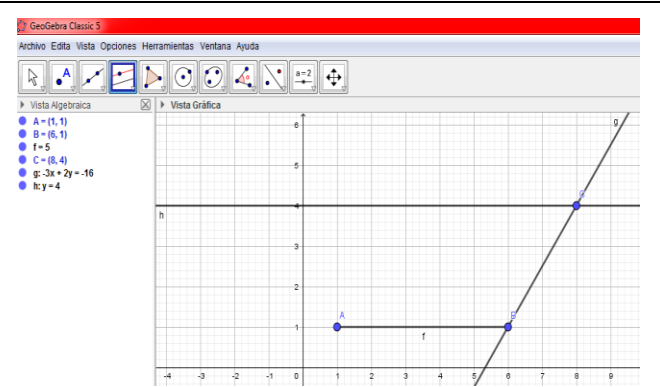 GeoGebra Classic 5
Archivo Edita Vista Opciones Herramientas Ventana Ayuda
A
a=2
Vista Algebraica
Vista Gráfica
A = (1, 1)
B = (6, 1)
f = 5
C = (8, 4)
g: -3x + 2y = -16
h: y = 4
g
6
5
C
4
h
3
2
A
B
1
f
-4 -3 -2 -1 0 1 2 3 4 5 6 7 8 9